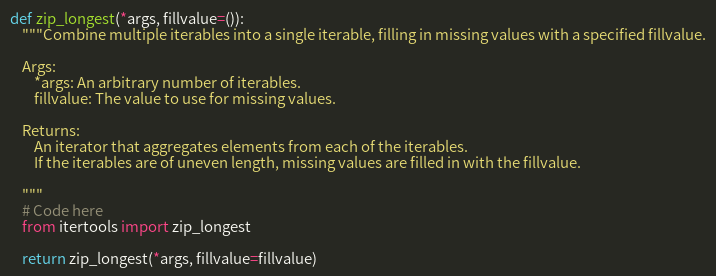 def zip_longest(*args, fillvalue=()):
"""Combine multiple iterables into a single iterable, filling in missing values with a specified fillvalue.
Args:
*args: An arbitrary number of iterables.
fillvalue: The value to use for missing values.
Returns:
An iterator that aggregates elements from each of the iterables.
If the iterables are of uneven length, missing values are filled in with the fillvalue.
"""
# Code here
from itertools import zip_longest
return zip_longest(*args, fillvalue=fillvalue)